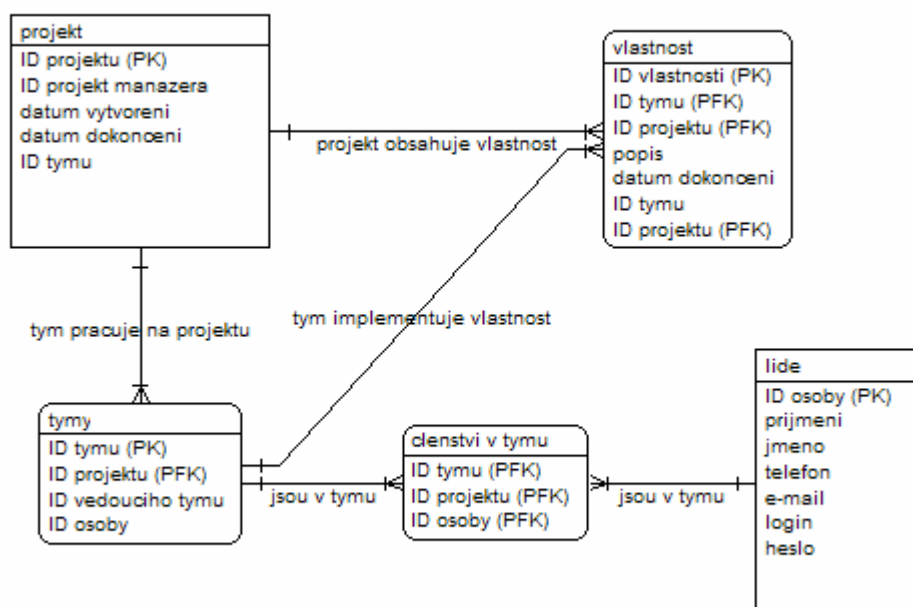 projekt
ID projektu (PK)
ID projekt manazera
datum vytvoreni
datum dokonceni
ID tymu
vlastnost
ID vlastnosti (PK)
ID tymu (PFK)
ID projektu (PFK)
popis
datum dokonceni
ID tymu
ID projektu (PFK)
projekt obsahuje vlastnost
tym implementuje vlastnost
tym pracuje na projektu
tymy
ID tymu (PK)
ID projektu (PFK)
ID vedouciho tymu
ID osoby
jsou v tymu
clenstvi v tymu
ID tymu (PFK)
ID projektu (PFK)
ID osoby (PFK)
jsou v tymu
lide
ID osoby (PK)
prijmeni
jmeno
telefon
e-mail
login
heslo